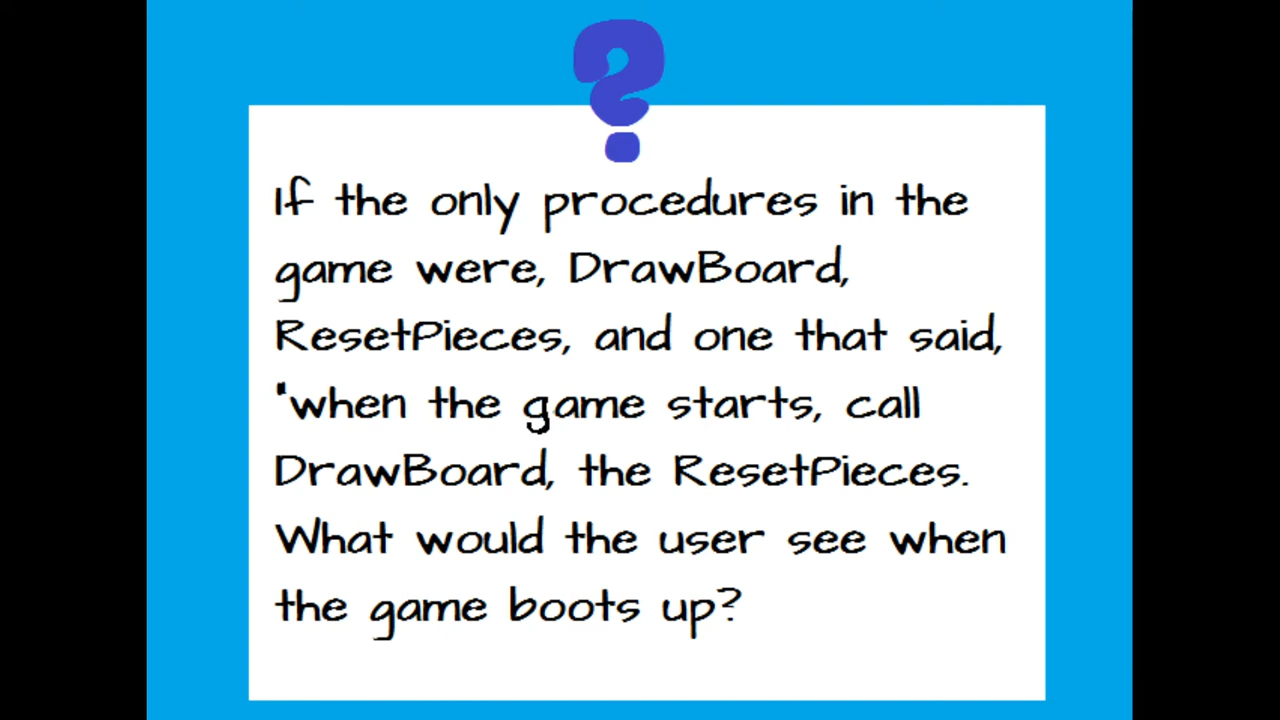 ?
If the only procedures in the
game were, DrawBoard,
ResetPieces, and one that said,
"when the game starts, call
DrawBoard, the ResetPieces.
What would the user see when
the game boots up?